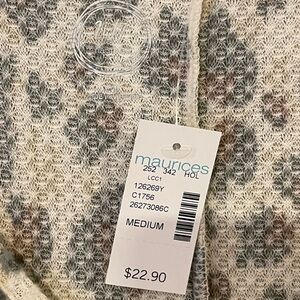 maurices
252 342 HOL
LCC1
126269Y
C1756
26273086C
MEDIUM
$22.90